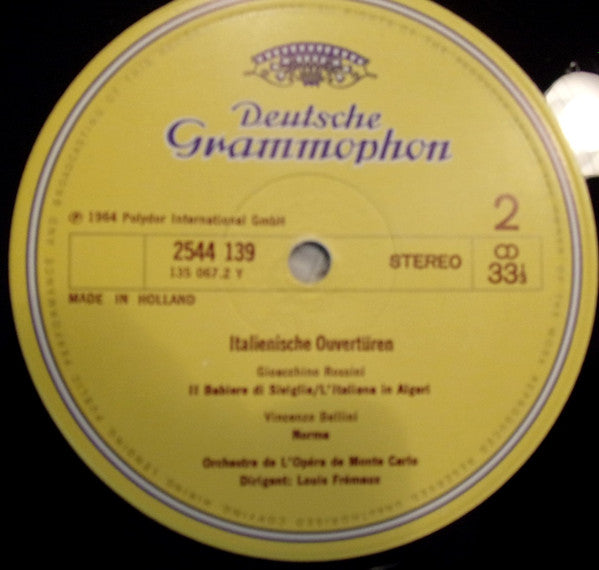 Deutsche
Grammophon
℗ 1964 Polydor International GmbH
2
2544 139
135 067.2 Y
STEREO
33⅓
MADE IN HOLLAND
Italienische Ouvertüren
Gioacchino Rossini
Il Babiere di Siviglia/L'Italiana in Algeri
Vincenzo Bellini
Norma
Orchestre de L'Opéra de Monte Carlo
Dirigent: Louis Frémaux